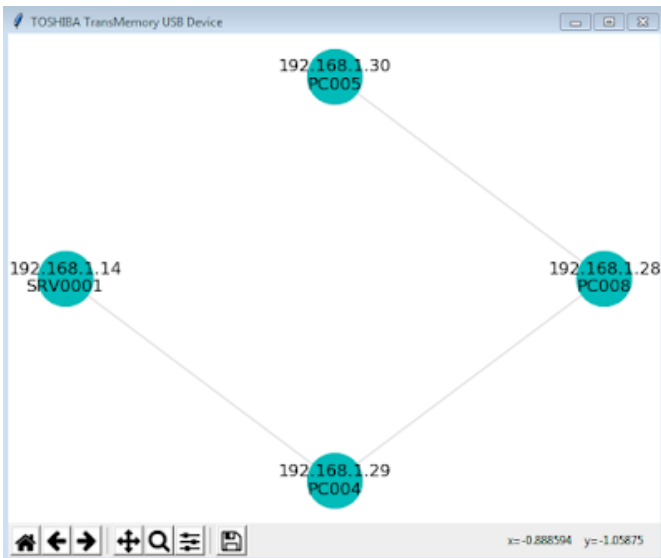 TOSHIBA TransMemory USB Device
192.168.1.30
PC005
192.168.1.14
SRV0001
192.168.1.28
PC008
192.168.1.29
PC004
x=-0.888594 y=-1.05875